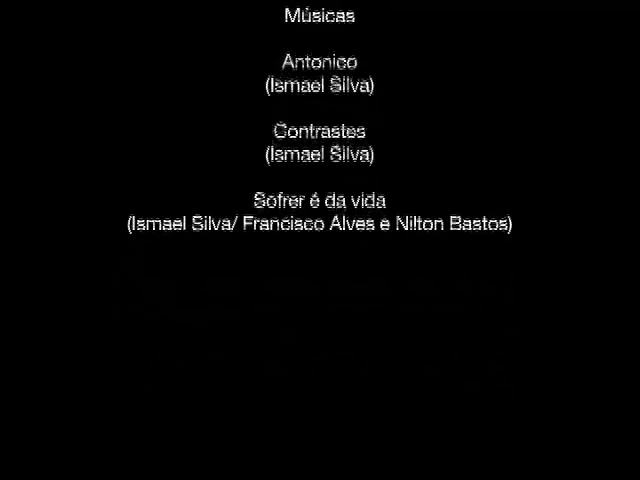 Músicas
Antonico
(Ismael Silva)
Contrastes
(Ismael Silva)
Sofrer é da vida
(Ismael Silva/ Francisco Alves e Nilton Bastos)